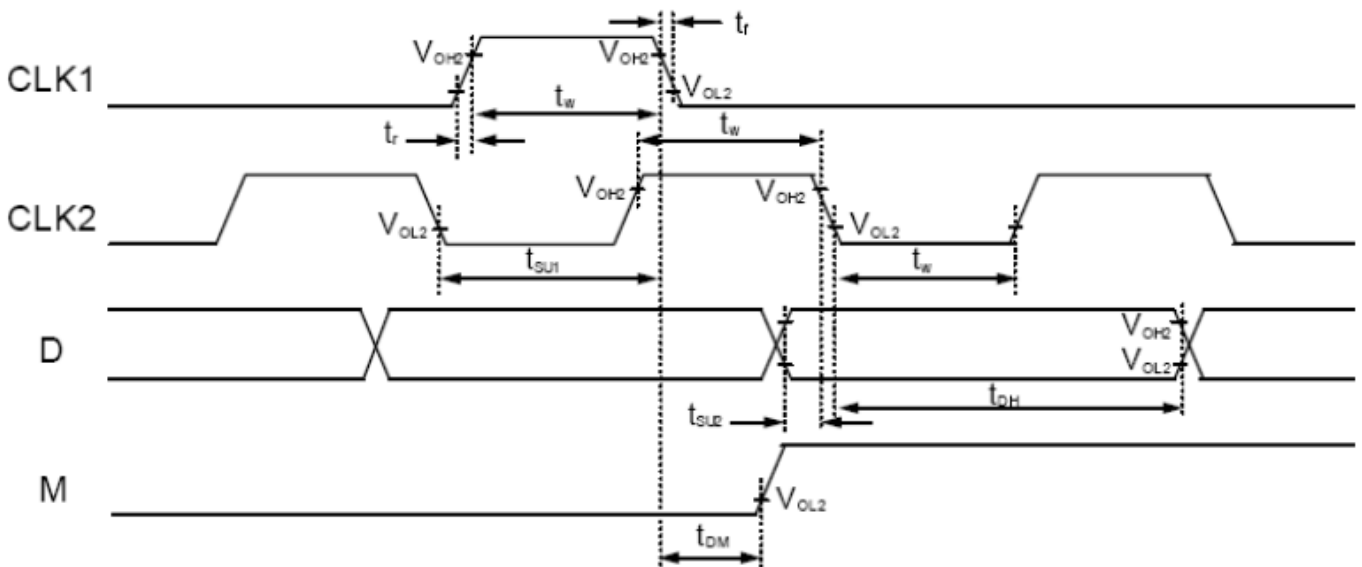 tr
VOH2
VOH2
CLK1
VOL2
tw
tr
tw
VOH2
VOH2
CLK2
VOL2
VOL2
tSU1
tw
D
VOH2
VOL2
tSU2
tDH
M
VOL2
tDM